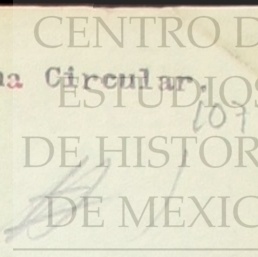 CENTRO D
na Circular.
ESTUDIOS
107
DE HISTOR
DE MEXIC